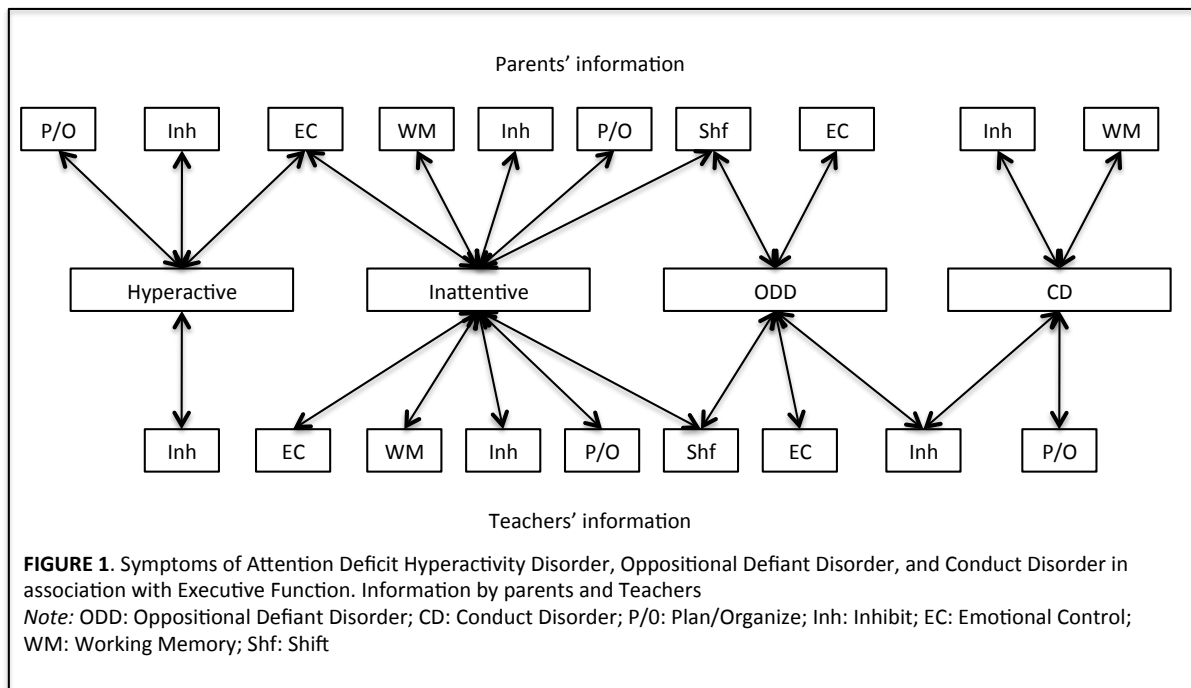 Parents' information
P/O Inh EC WM Inh P/O Shf EC Inh WM
Hyperactive Inattentive ODD CD
Inh EC WM Inh P/O Shf EC Inh P/O
Teachers' information
FIGURE 1. Symptoms of Attention Deficit Hyperactivity Disorder, Oppositional Defiant Disorder, and Conduct Disorder in
association with Executive Function. Information by parents and Teachers
Note: ODD: Oppositional Defiant Disorder; CD: Conduct Disorder; P/0: Plan/Organize; Inh: Inhibit; EC: Emotional Control;
WM: Working Memory; Shf: Shift